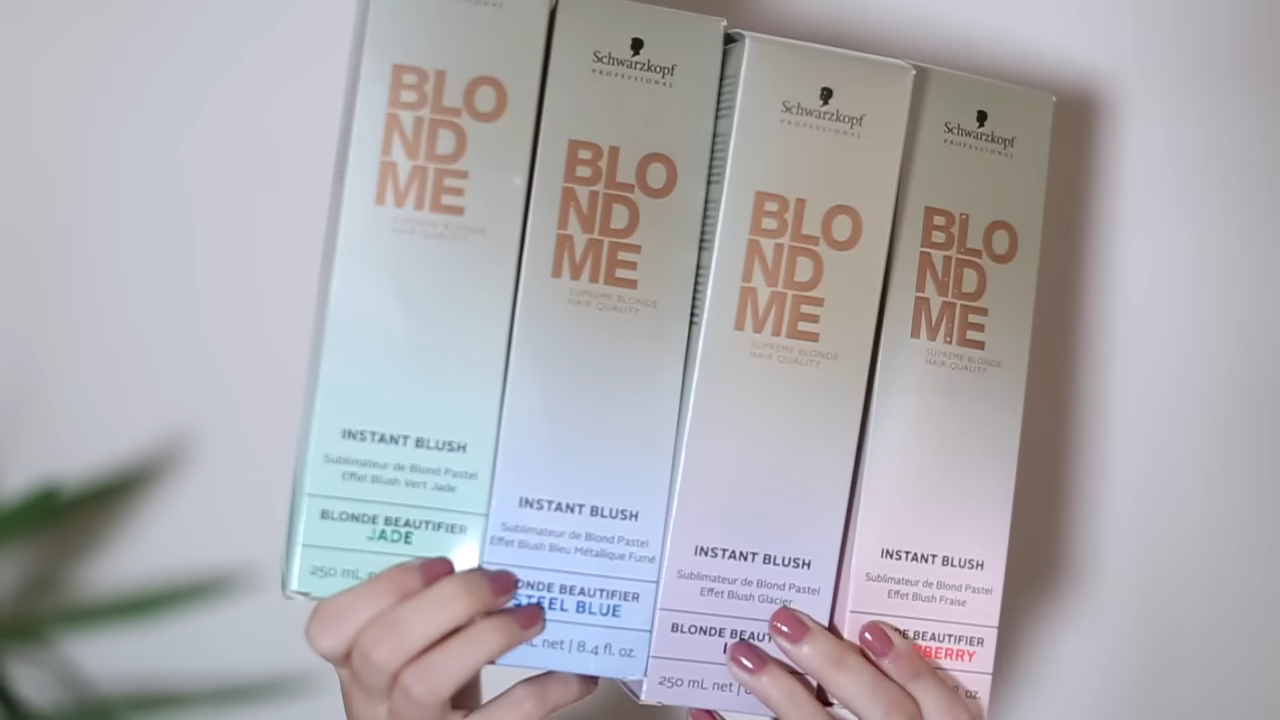 BLO
ND
ME
SUPREME BLONDE
HAIR QUALITY
INSTANT BLUSH
Sublimateur de Blond Pastel
Effet Blush Vert Jade
BLONDE BEAUTIFIER
JADE
250 mL
Schwarzkopf
PROFESSIONAL
BLO
ND
ME
SUPREME BLONDE
HAIR QUALITY
INSTANT BLUSH
Sublimateur de Blond Pastel
Effet Blush Bleu Métallique Fumé
ONDE BEAUTIFIER
STEEL BLUE
net | 8.4 fl. oz.
Schwarzkopf
PROFESSIONAL
BLO
ND
ME
SUPREME BLONDE
HAIR QUALITY
INSTANT BLUSH
Sublimateur de Blond Pastel
Effet Blush Glacier
BLONDE BEAUT
I
250 mL net |
Schwarzkopf
PROFESSIONAL
BLO
ND
ME
SUPREME BLONDE
HAIR QUALITY
INSTANT BLUSH
Sublimateur de Blond Pastel
Effet Blush Fraise
DE BEAUTIFIER
BERRY
oz.